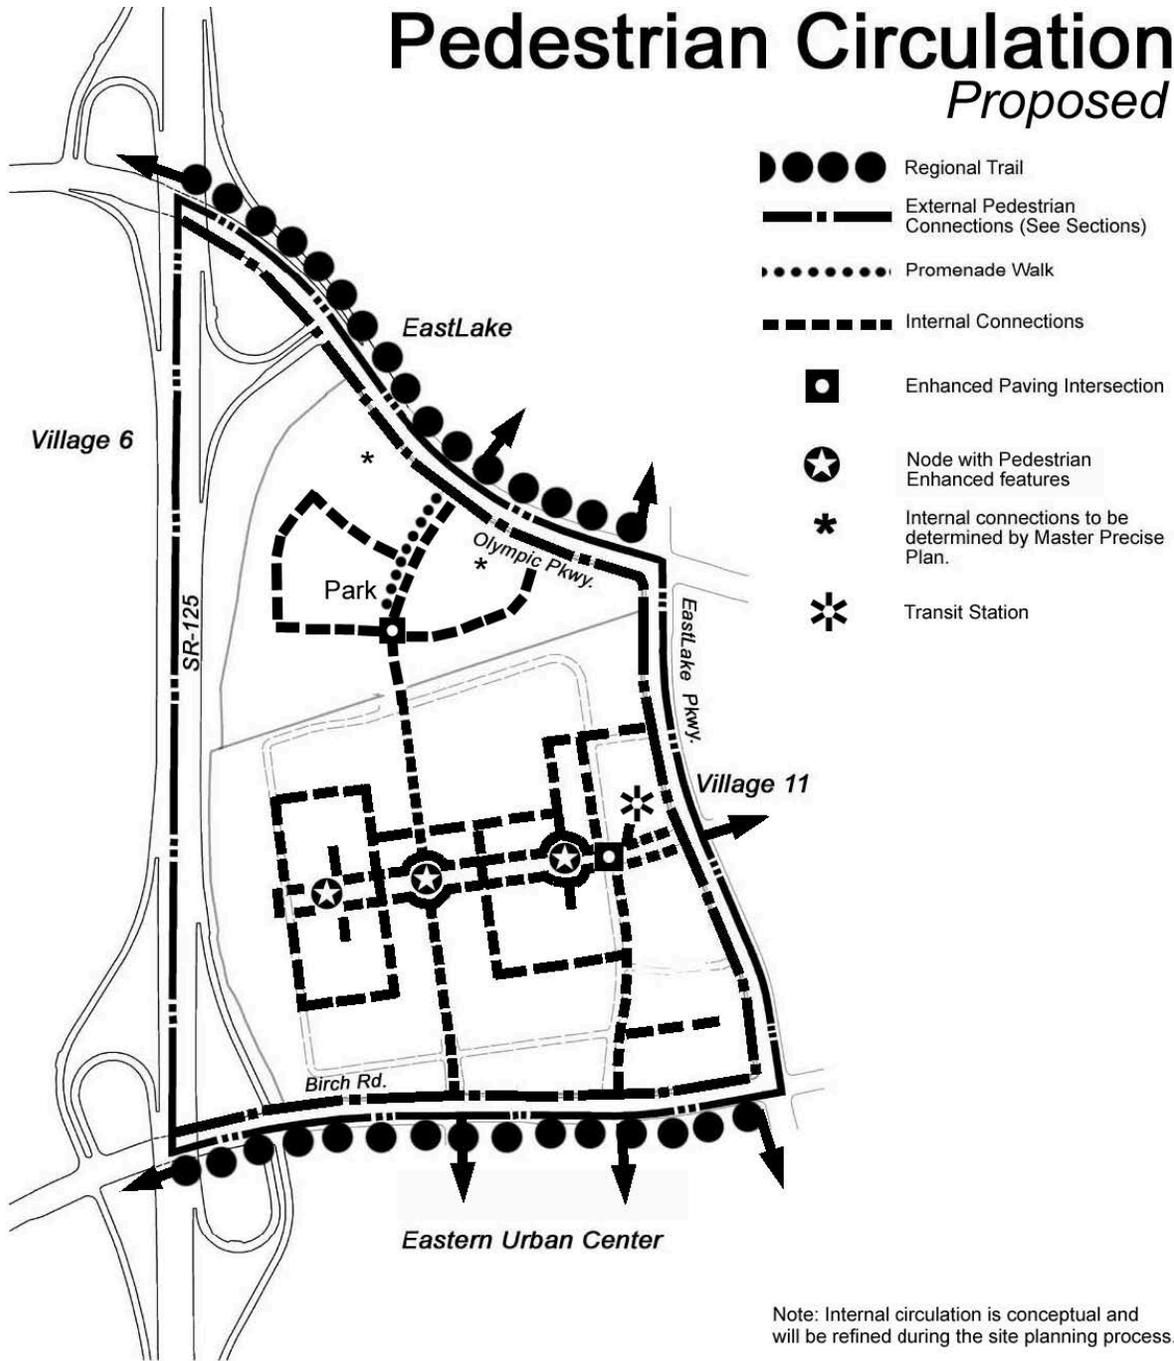 Pedestrian Circulation
Proposed
Regional Trail
External Pedestrian
Connections (See Sections)
Promenade Walk
Internal Connections
Enhanced Paving Intersection
Node with Pedestrian
Enhanced features
Internal connections to be
determined by Master Precise
Plan.
Transit Station
EastLake
Village 6
Olympic Pkwy.
Park
SR-125
EastLake Pkwy.
Village 11
Birch Rd.
Eastern Urban Center
Note: Internal circulation is conceptual and
will be refined during the site planning process.